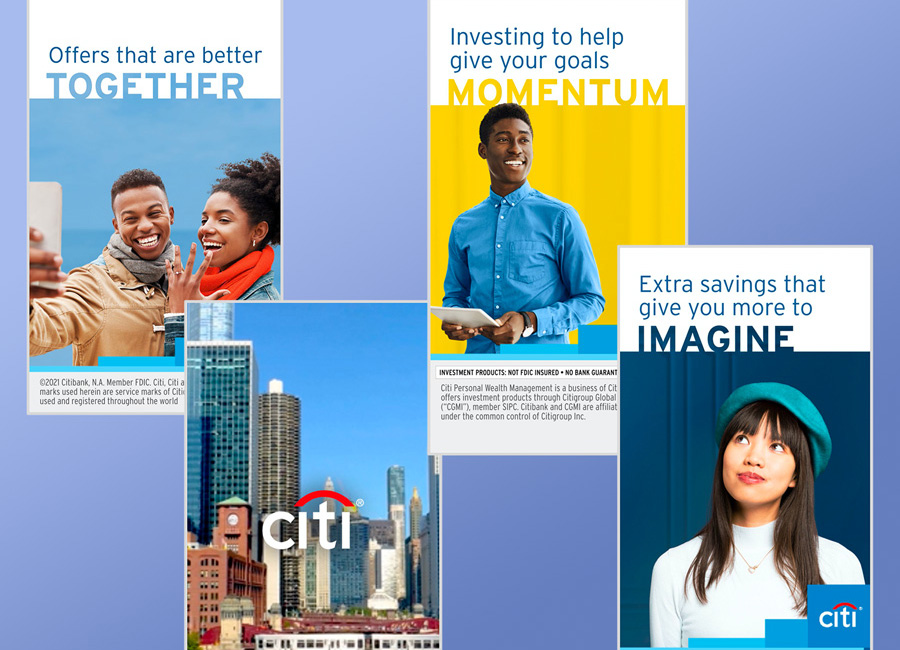 Offers that are better
TOGETHER
©2021 Citibank, N.A. Member FDIC. Citi, Citi a
marks used herein are service marks of Citi
used and registered throughout the world
citi®
Investing to help
give your goals
MOMENTUM
INVESTMENT PRODUCTS: NOT FDIC INSURED • NO BANK GUARANT
Citi Personal Wealth Management is a business of Cit
offers investment products through Citigroup Global
(“CGMI”), member SIPC. Citibank and CGMI are affiliat
under the common control of Citigroup Inc.
Extra savings that
give you more to
IMAGINE
citi®